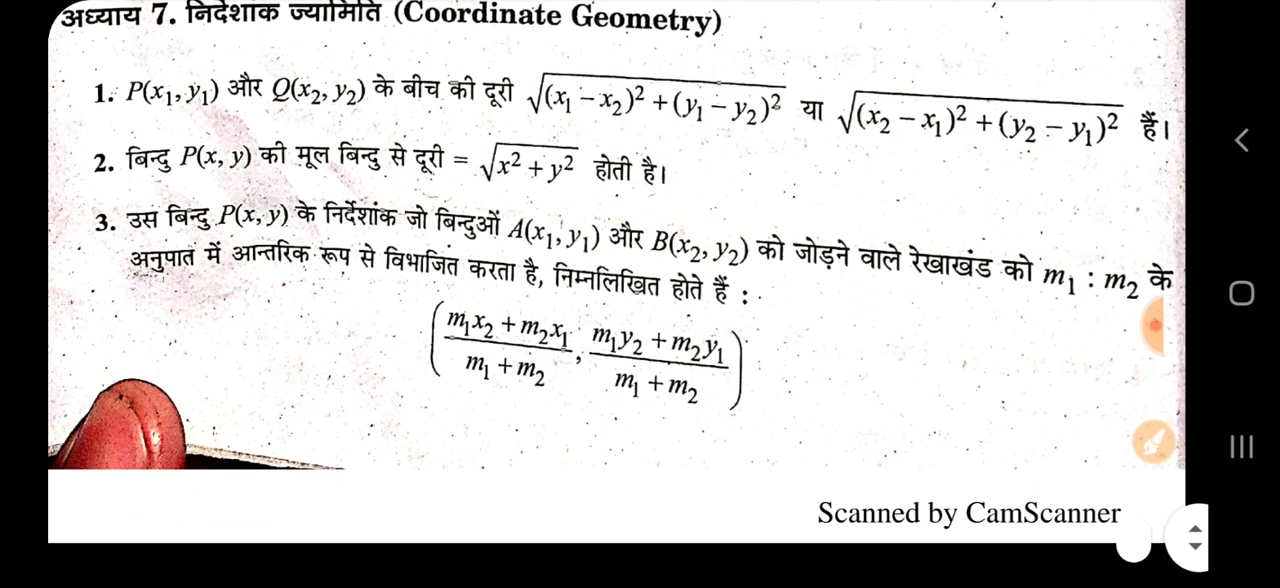 अध्याय 7. निर्देशांक ज्यामिति (Coordinate Geometry)
1. P(x₁, y₁) और Q(x₂, y₂) के बीच की दूरी √((x₁ – x₂)² + (y₁ – y₂)²) या √((x₂ – x₁)² + (y₂ – y₁)²) हैं।
2. बिन्दु P(x, y) की मूल बिन्दु से दूरी = √(x² + y²) होती है।
3. उस बिन्दु P(x, y) के निर्देशांक जो बिन्दुओं A(x₁, y₁) और B(x₂, y₂) को जोड़ने वाले रेखाखंड को m₁ : m₂ के
अनुपात में आन्तरिक रूप से विभाजित करता है, निम्नलिखित होते हैं :
((m₁x₂ + m₂x₁)/(m₁ + m₂), (m₁y₂ + m₂y₁)/(m₁ + m₂))
Scanned by CamScanner